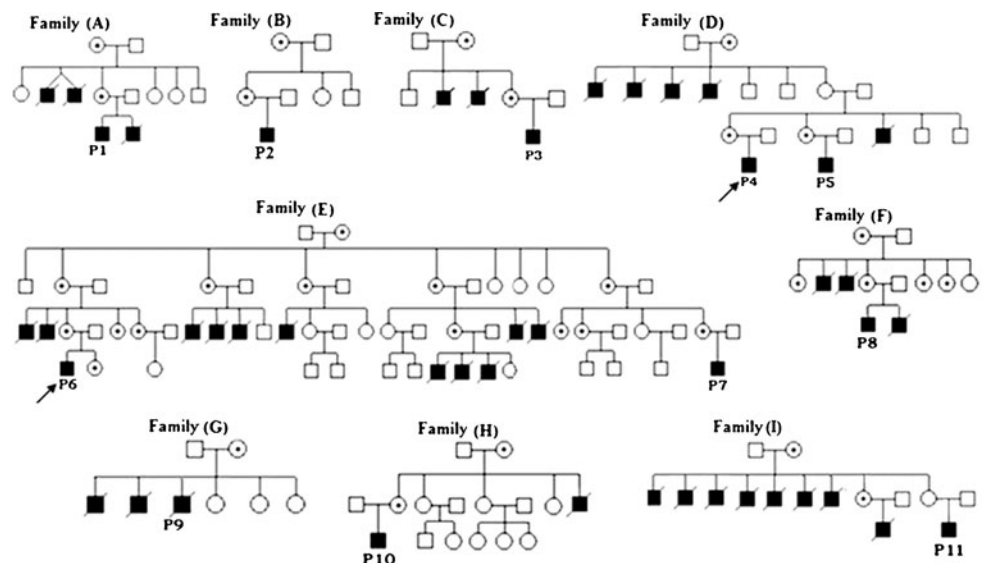 Family (A)
Family (B)
Family (C)
Family (D)
P1
P2
P3
P4
P5
Family (E)
Family (F)
P6
P7
P8
Family (G)
Family (H)
Family (I)
P9
P10
P11